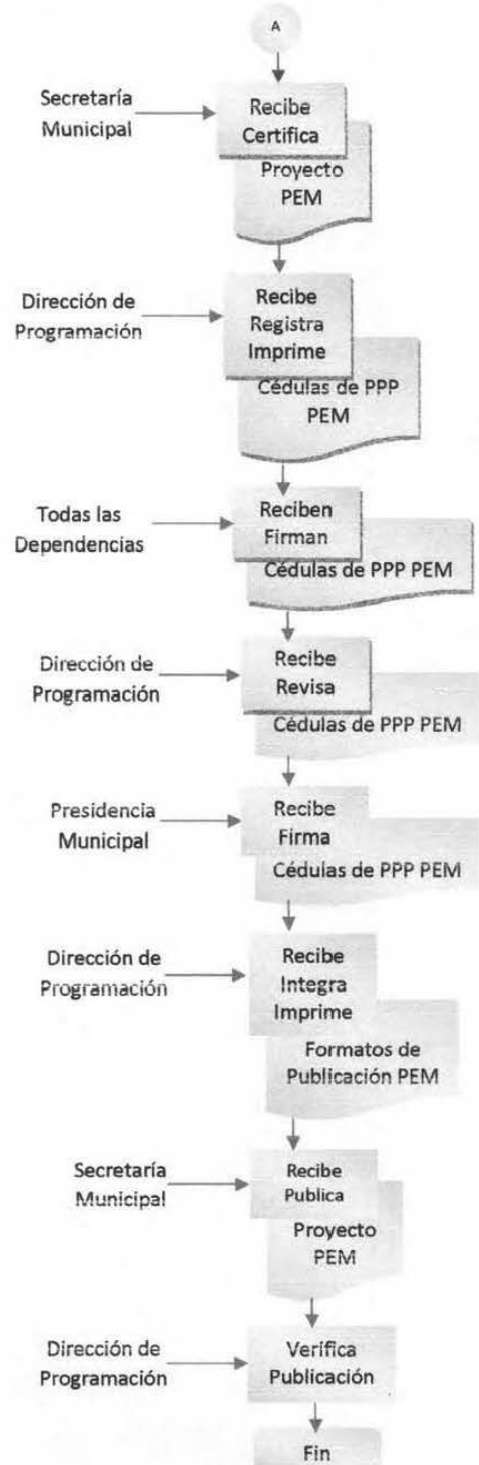 A
Secretaría
Municipal
Recibe
Certifica
Proyecto
PEM
Dirección de
Programación
Recibe
Registra
Imprime
Cédulas de PPP
PEM
Todas las
Dependencias
Reciben
Firman
Cédulas de PPP PEM
Dirección de
Programación
Recibe
Revisa
Cédulas de PPP PEM
Presidencia
Municipal
Recibe
Firma
Cédulas de PPP PEM
Dirección de
Programación
Recibe
Integra
Imprime
Formatos de
Publicación PEM
Secretaría
Municipal
Recibe
Publica
Proyecto
PEM
Dirección de
Programación
Verifica
Publicación
Fin